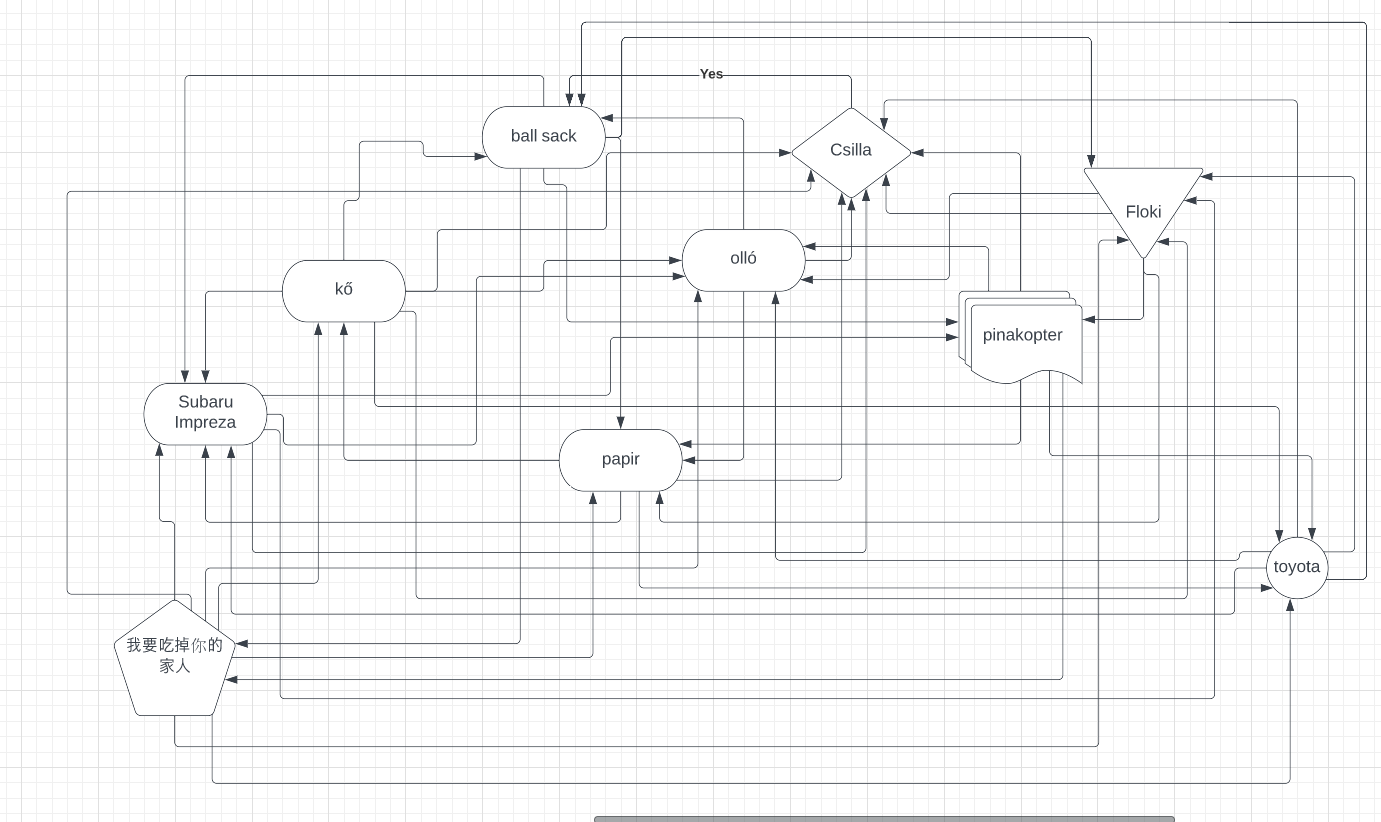 Yes
ball sack
Csilla
Floki
olló
kő
pinakopter
Subaru
Impreza
papir
toyota
我要吃掉你的
家人